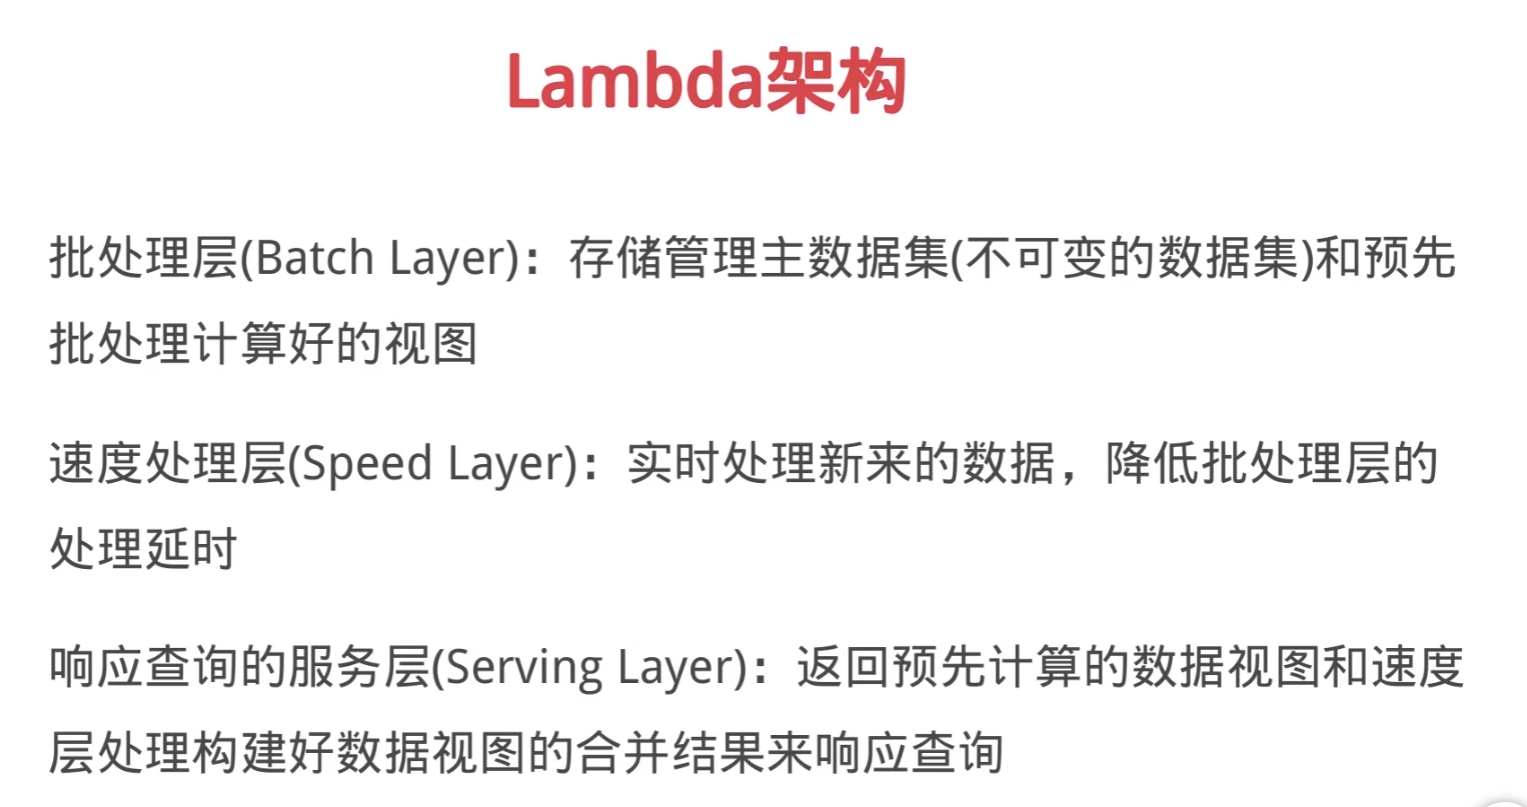 Lambda架构
批处理层(Batch Layer)：存储管理主数据集(不可变的数据集)和预先
批处理计算好的视图
速度处理层(Speed Layer)：实时处理新来的数据，降低批处理层的
处理延时
响应查询的服务层(Serving Layer)：返回预先计算的数据视图和速度
层处理构建好数据视图的合并结果来响应查询